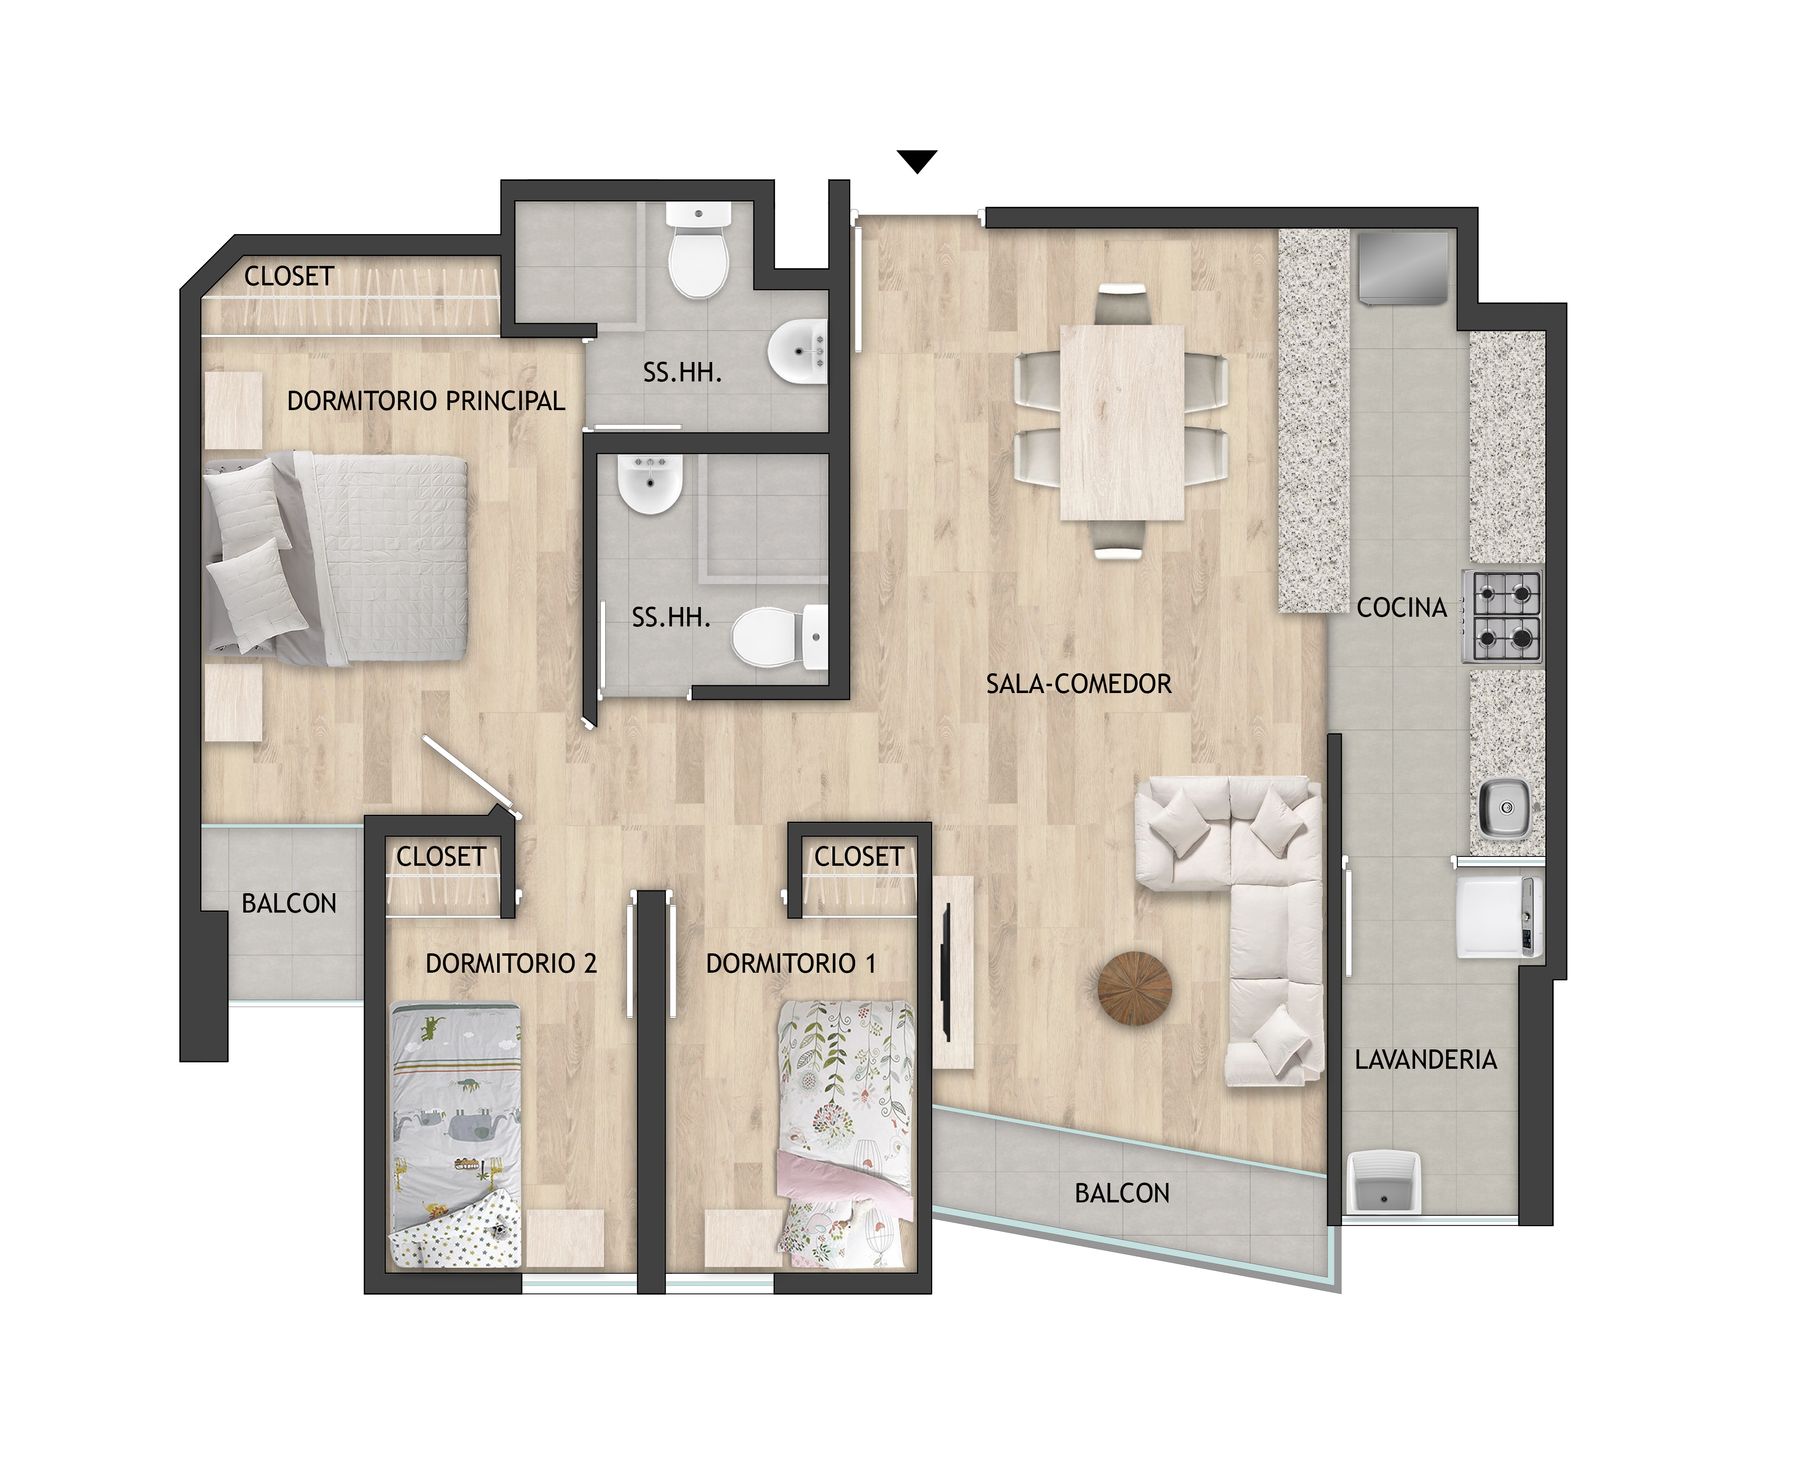 CLOSET
SS.HH.
DORMITORIO PRINCIPAL
COCINA
SS.HH.
SALA-COMEDOR
CLOSET
CLOSET
BALCON
DORMITORIO 2
DORMITORIO 1
LAVANDERIA
BALCON